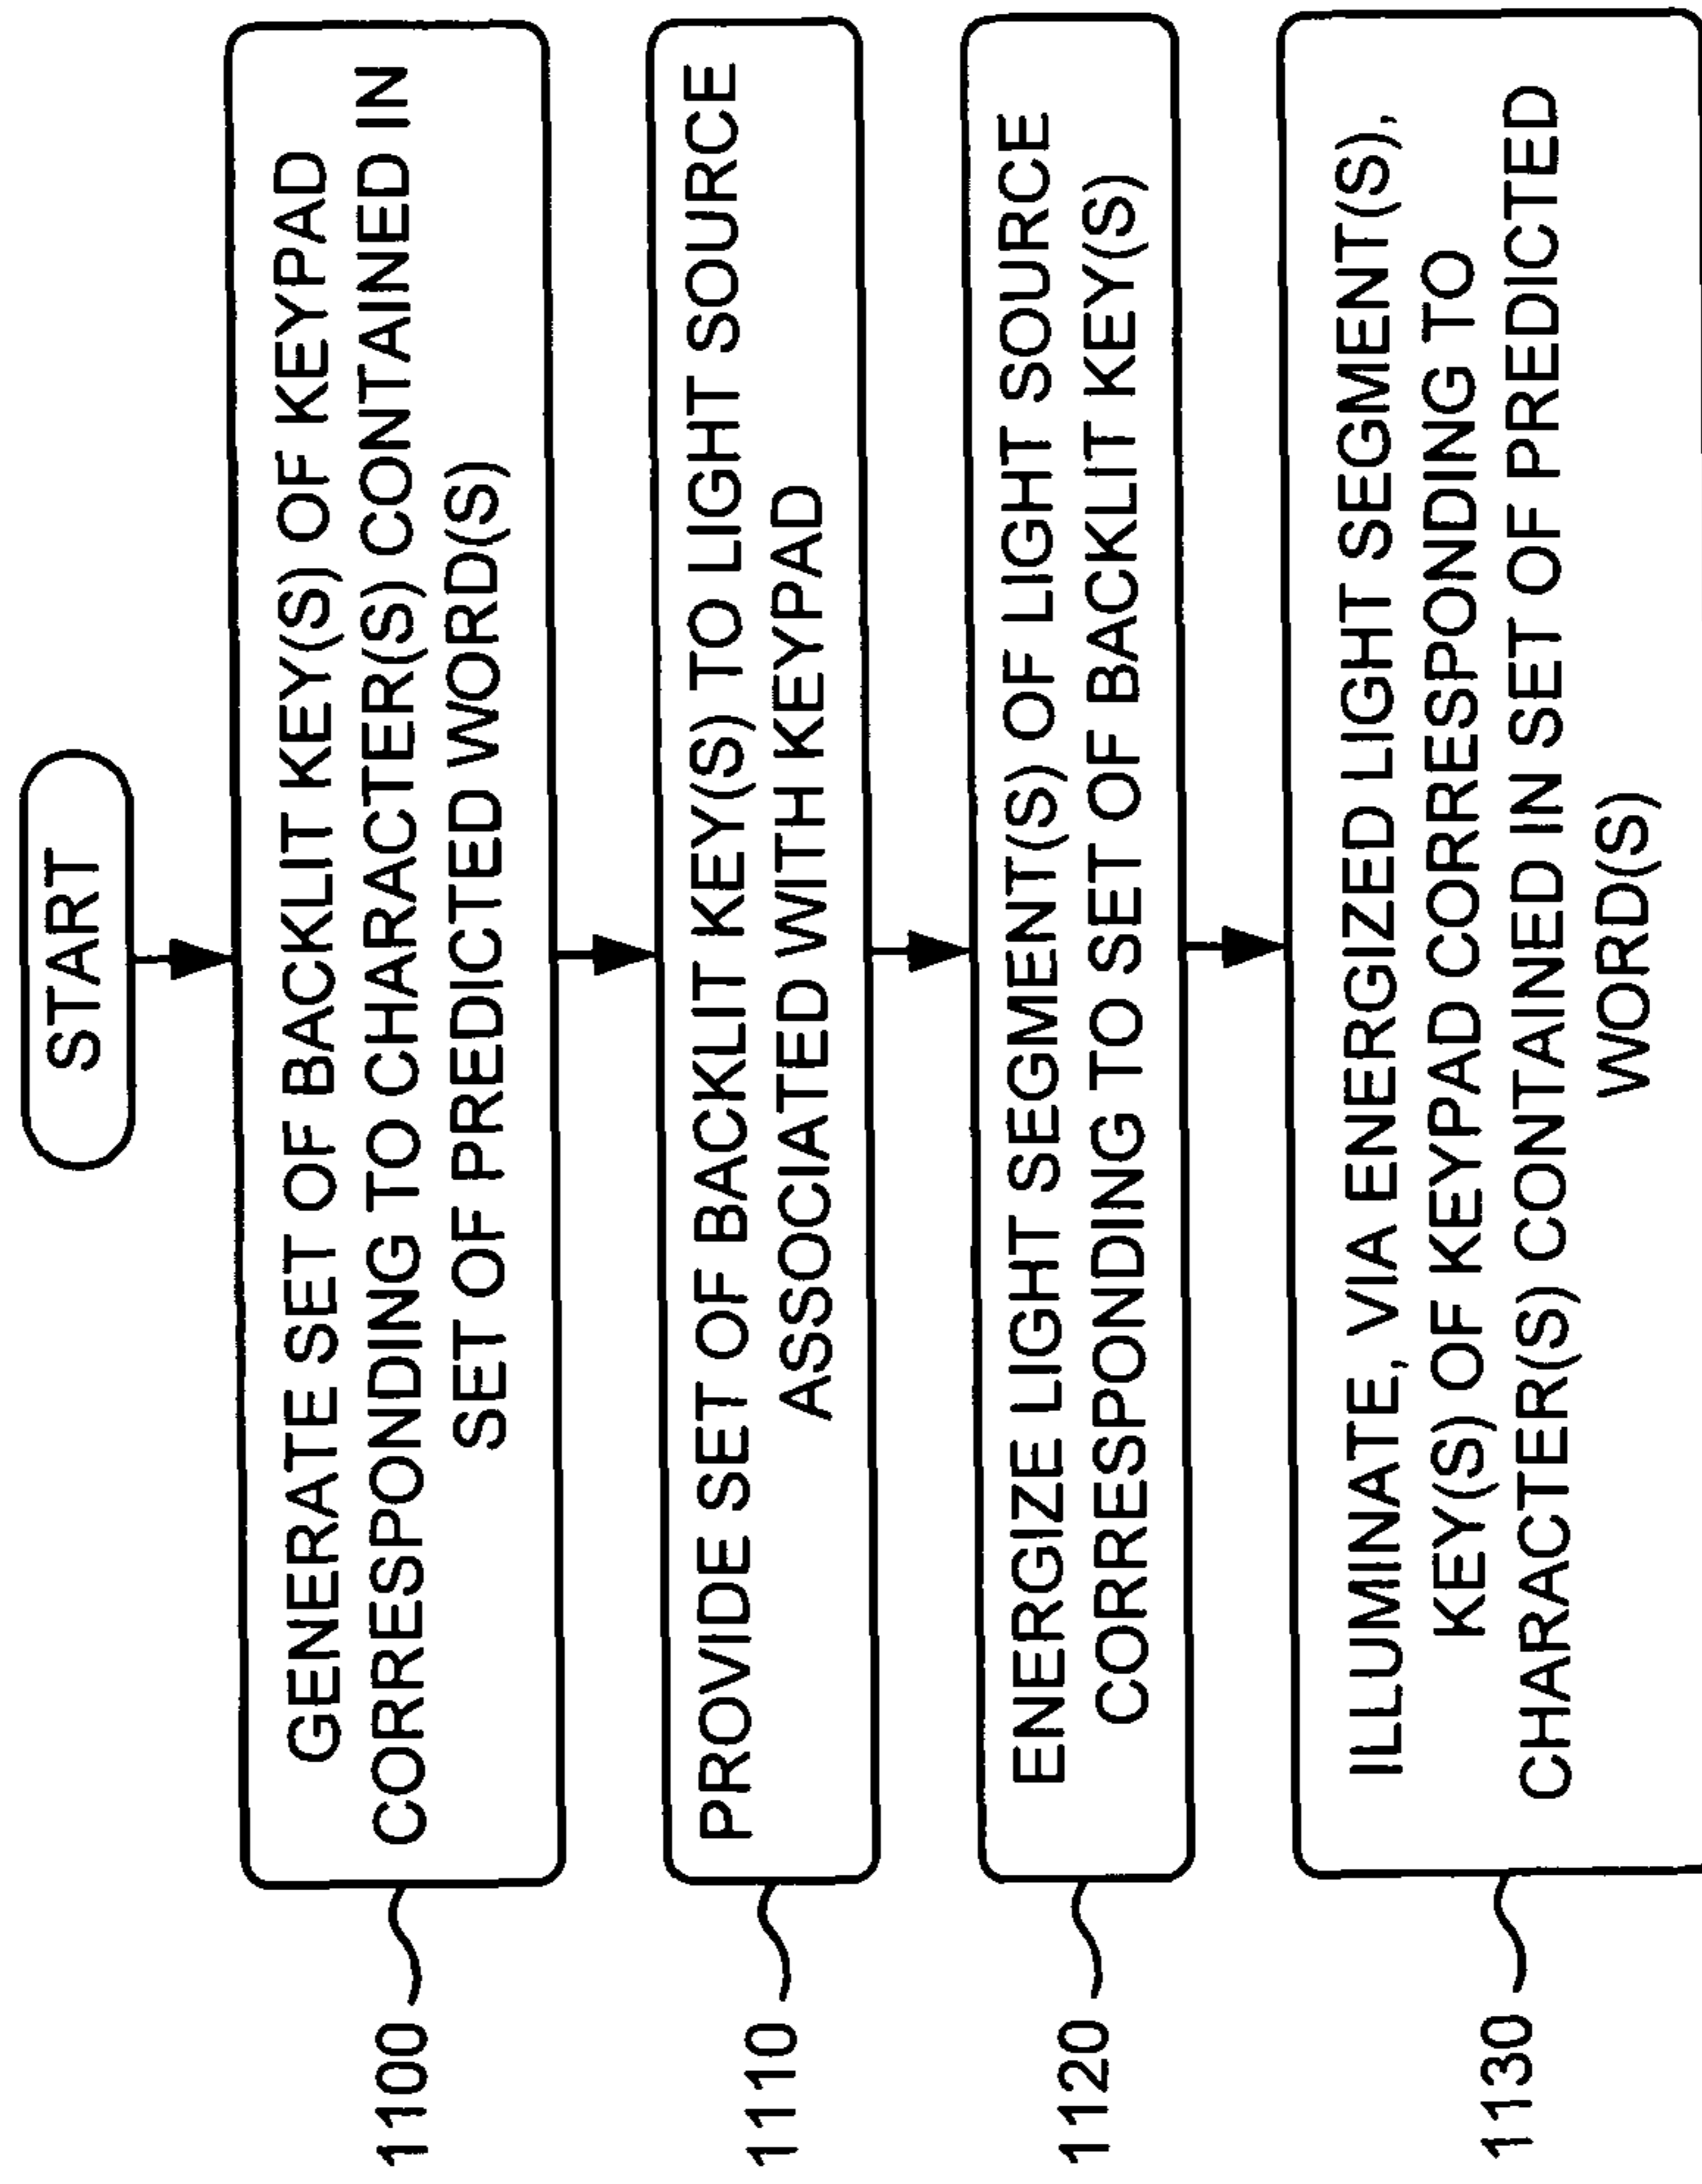 START
1100
GENERATE SET OF BACKLIT KEY(S) OF KEYPAD
CORRESPONDING TO CHARACTER(S) CONTAINED IN
SET OF PREDICTED WORD(S)
1110
PROVIDE SET OF BACKLIT KEY(S) TO LIGHT SOURCE
ASSOCIATED WITH KEYPAD
1120
ENERGIZE LIGHT SEGMENT(S) OF LIGHT SOURCE
CORRESPONDING TO SET OF BACKLIT KEY(S)
1130
ILLUMINATE, VIA ENERGIZED LIGHT SEGMENT(S),
KEY(S) OF KEYPAD CORRESPONDING TO
CHARACTER(S) CONTAINED IN SET OF PREDICTED
WORD(S)